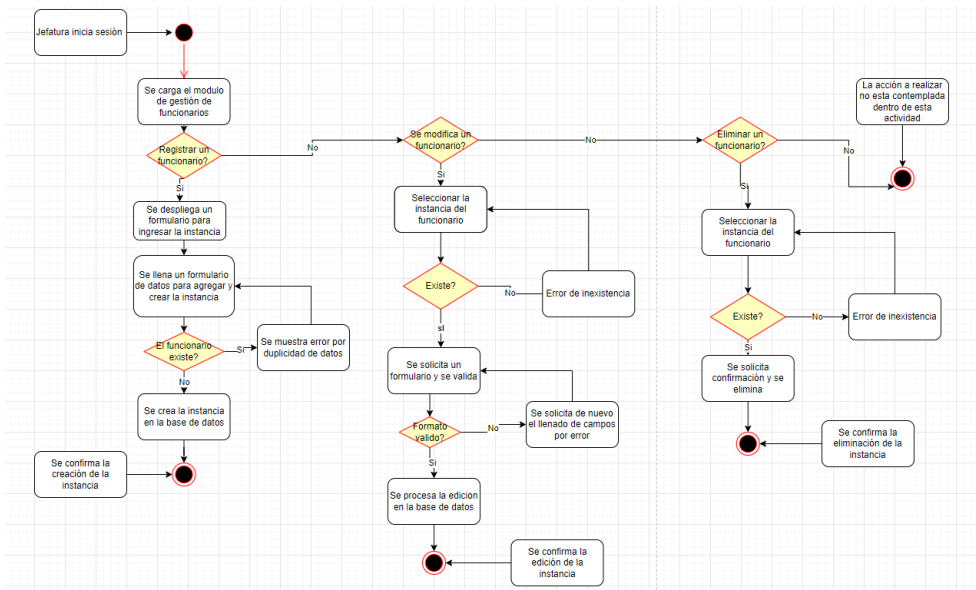 Jefatura inicia sesión
Se carga el modulo
de gestión de
funcionarios
Registrar un
funcionario?
No
Si
Se despliega un
formulario para
ingresar la instancia
Se llena un formulario
de datos para agregar y
crear la instancia
El funcionario
existe?
Si
Se muestra error por
duplicidad de datos
No
Se crea la instancia
en la base de datos
Se confirma la
creación de la
instancia
Se modifica un
funcionario?
No
Si
Seleccionar la
instancia del
funcionario
Existe?
No
Error de inexistencia
sI
Se solicita un
formulario y se valida
Formato
valido?
No
Se solicita de nuevo
el llenado de campos
por error
Si
Se procesa la edicion
en la base de datos
Se confirma la
edición de la
instancia
Eliminar un
funcionario?
No
La acción a realizar
no esta contemplada
dentro de esta
actividad
Si
Seleccionar la
instancia del
funcionario
Existe?
No
Error de inexistencia
Si
Se solicita
confirmación y se
elimina
Se confirma la
eliminación de la
instancia